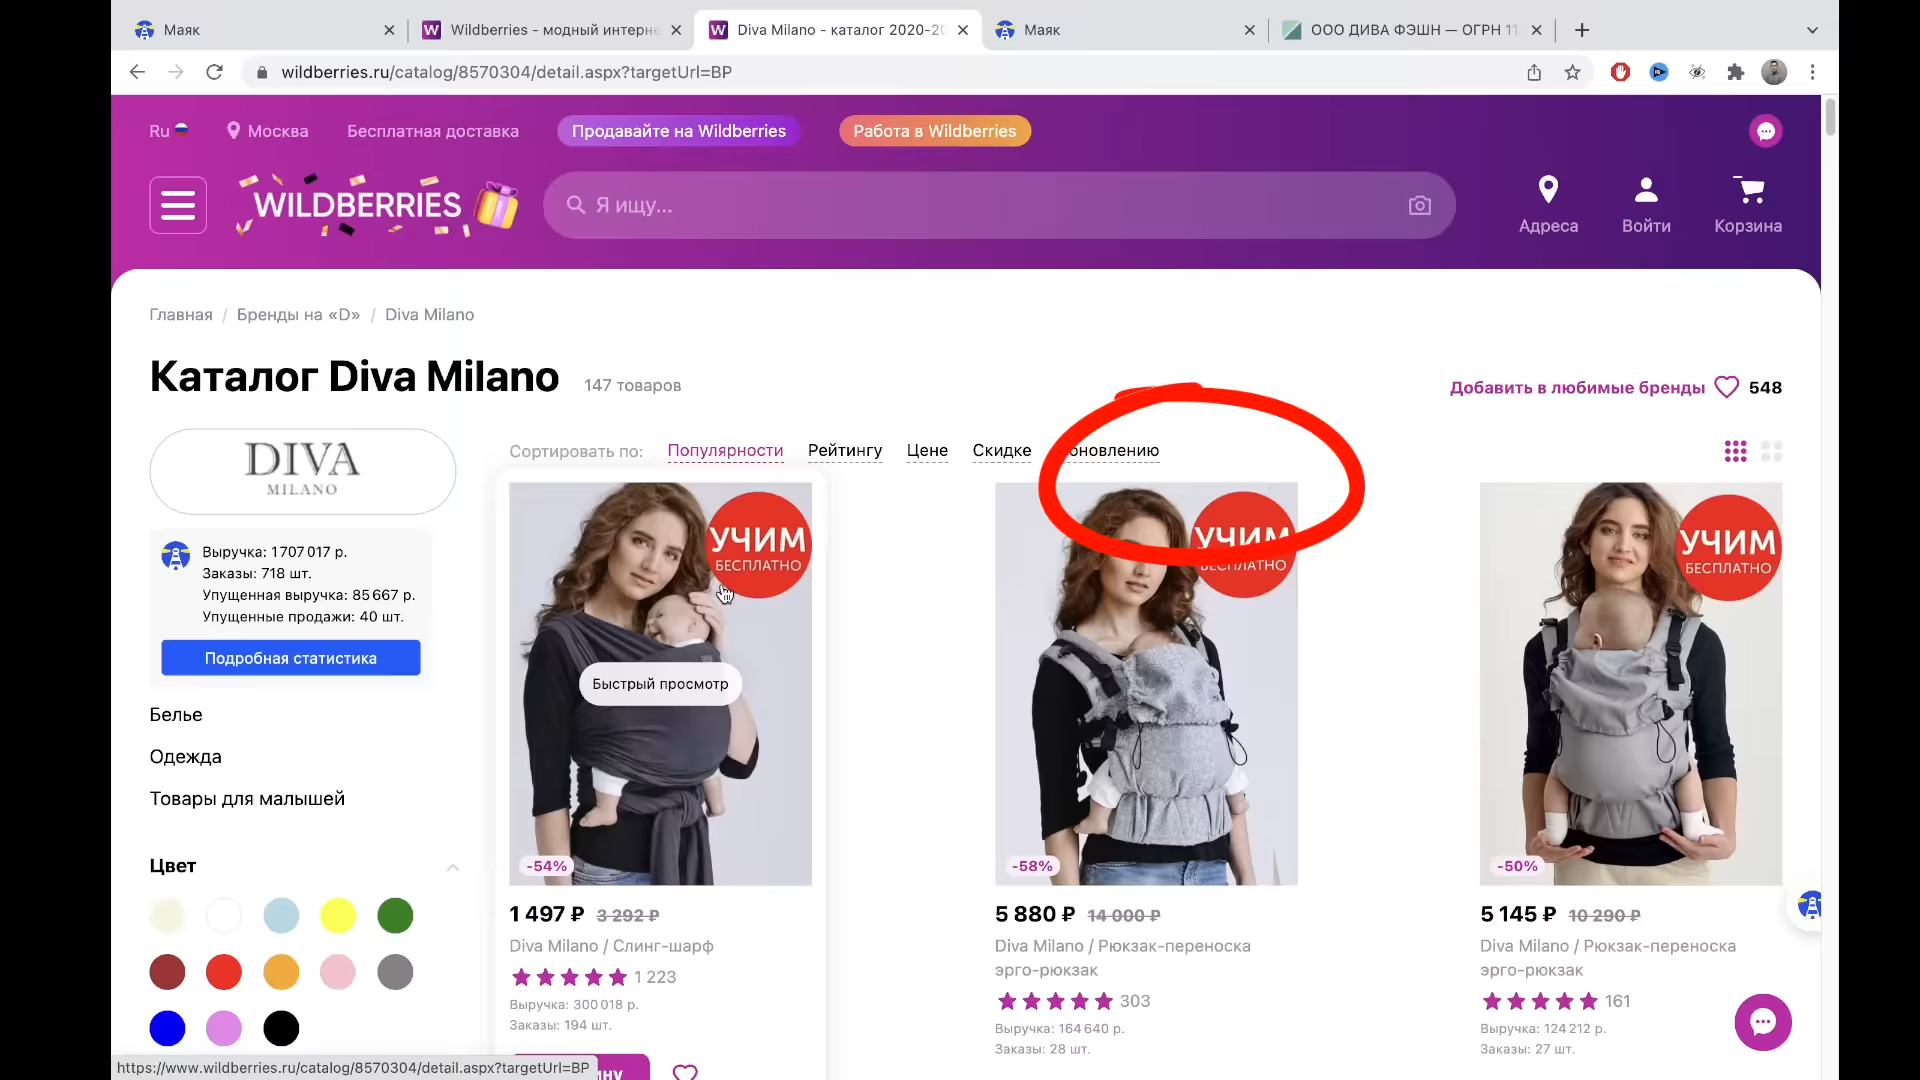 Маяк
Wildberries - модный интерне
Diva Milano - каталог 2020-20
Маяк
ООО ДИВА ФЭШН — ОГРН 11
wildberries.ru/catalog/8570304/detail.aspx?targetUrl=BP
Ru
Москва
Бесплатная доставка
Продавайте на Wildberries
Работа в Wildberries
WILDBERRIES
Я ищу...
Адреса
Войти
Корзина
Главная / Бренды на «D» / Diva Milano
Каталог Diva Milano 147 товаров
Добавить в любимые бренды 548
DIVA
MILANO
Сортировать по: Популярности Рейтингу Цене Скидке оновлению
Выручка: 1 707 017 р.
Заказы: 718 шт.
Упущенная выручка: 85 667 р.
Упущенные продажи: 40 шт.
Подробная статистика
Белье
Одежда
Товары для малышей
Цвет
УЧИМ
БЕСПЛАТНО
Быстрый просмотр
-54%
1 497 ₽ 3 292 ₽
Diva Milano / Слинг-шарф
1 223
Выручка: 300 018 р.
Заказы: 194 шт.
ну
УЧИМ
БЕСПЛАТНО
-58%
5 880 ₽ 14 000 ₽
Diva Milano / Рюкзак-переноска
эрго-рюкзак
303
Выручка: 164 640 р.
Заказы: 28 шт.
УЧИМ
БЕСПЛАТНО
-50%
5 145 ₽ 10 290 ₽
Diva Milano / Рюкзак-переноска
эрго-рюкзак
161
Выручка: 124 212 р.
Заказы: 27 шт.
https://www.wildberries.ru/catalog/8570304/detail.aspx?targetUrl=BP